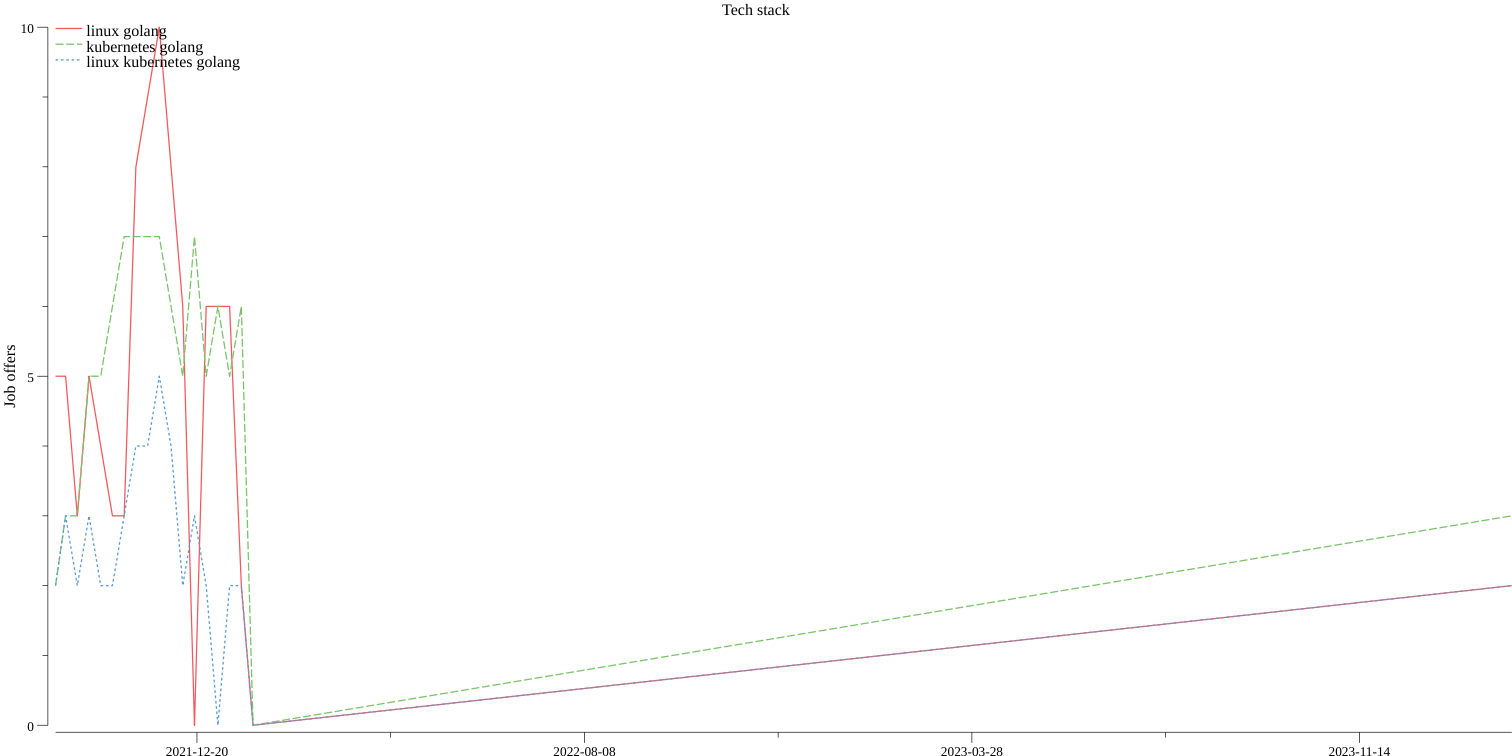 Tech stack
10
linux golang
kubernetes golang
linux kubernetes golang
Job offers
5
0
2021-12-20
2022-08-08
2023-03-28
2023-11-14